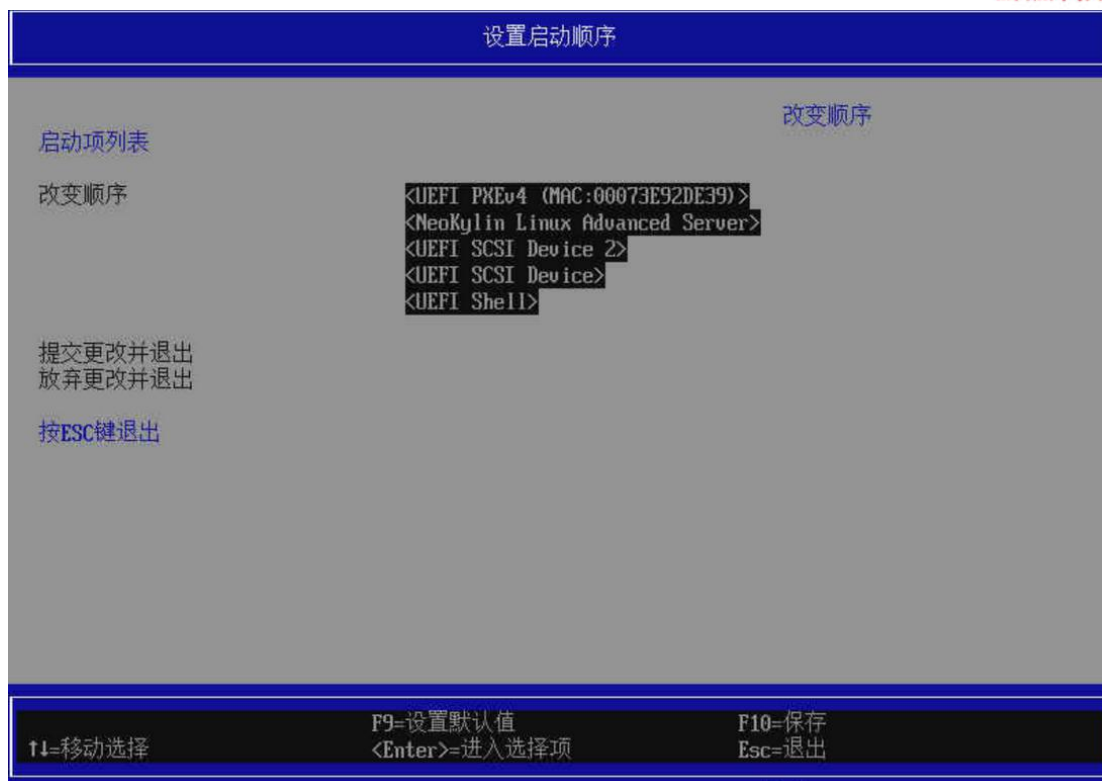 设置启动顺序
改变顺序
启动项列表
改变顺序
<UEFI PXEv4 (MAC:00073E92DE39)>
<NeoKylin Linux Advanced Server>
<UEFI SCSI Device 2>
<UEFI SCSI Device>
<UEFI Shell>
提交更改并退出
放弃更改并退出
按ESC键退出
F9=设置默认值 F10=保存
↑↓=移动选择 <Enter>=进入选择项 Esc=退出